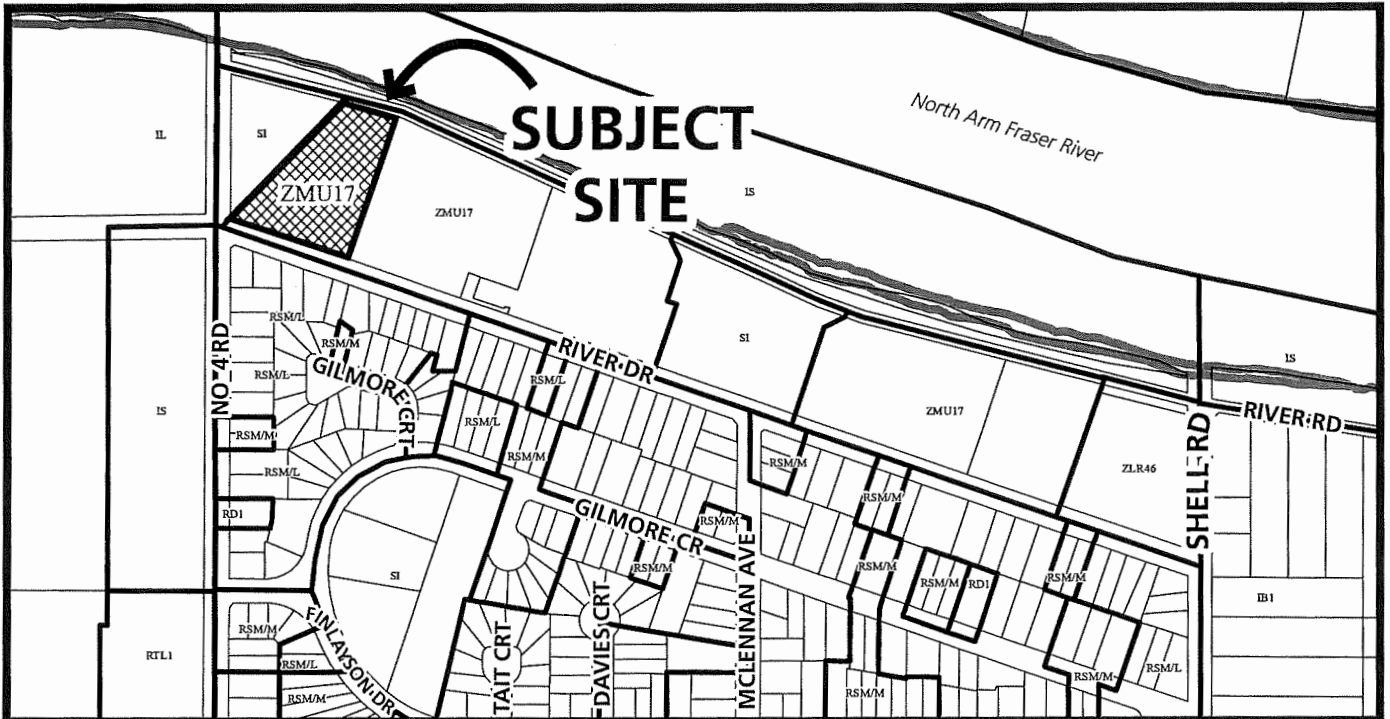 North Arm Fraser River
SUBJECT
SITE
IL
SI
ZMU17
ZMU17
IS
IS
SI
ZMU17
ZLR46
RIVER RD
RIVER DR
NO 4 RD
SHELL RD
IS
RSM/L
RSM/M
RSM/L
GILMORE CRT
RSM/L
RSM/L
RSM/M
RSM/M
RSM/L
RD1
RSM/M
RSM/M
GILMORE CR
RSM/M
RSM/M
RSM/M
RSM/M
RD1
RSM/M
SI
IB1
FINLAYSON DR
TAIT CRT
DAVIES CRT
MCLENNAN AVE
RTL1
RSM/M
RSM/L
RSM/M
RSM/M
RSM/M
RSM/L